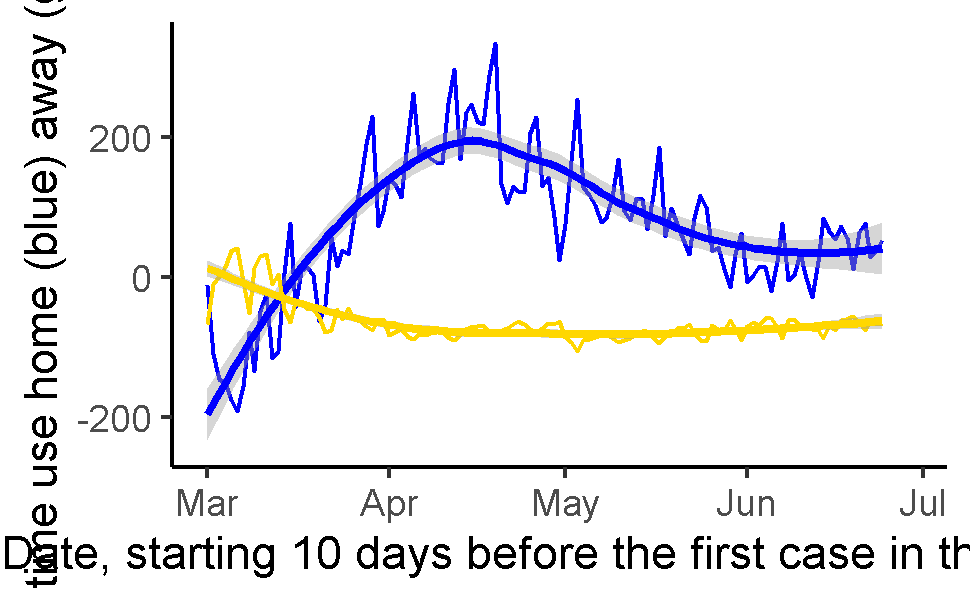 time use home (blue) away (
200
0
-200
Mar Apr May Jun Jul
Date, starting 10 days before the first case in th